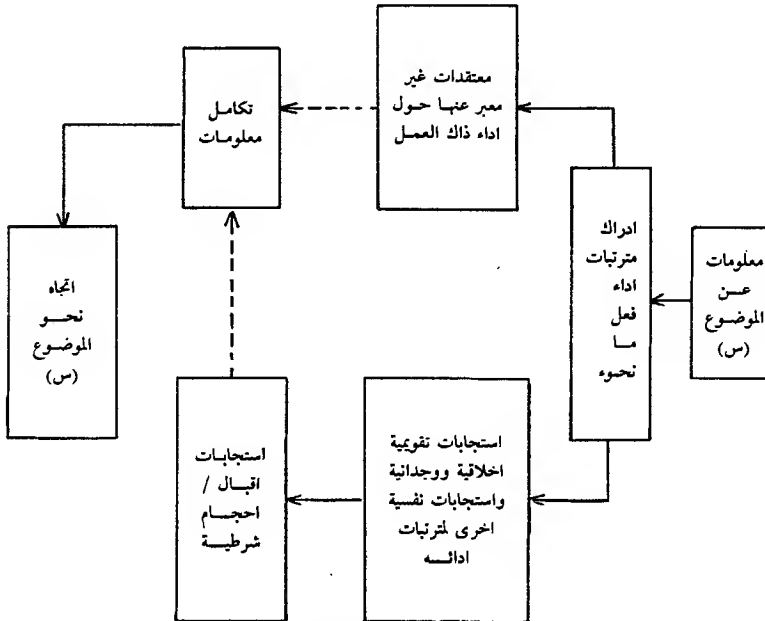 معلومات
عن
الموضوع
(س)
ادراك
مترتبات
اداء
فعل
ما
نحوء
معتقدات غير
معبر عنها حول
اداء ذاك العمل
تكامل
معلومات
استجابات تقويمية
اخلاقية ووجدانية
واستجابات نفسية
اخرى لمترتبات
ادائه
استجابات
اقبال /
احجام
شرطية
اتجاه
نحو
الموضوع
(س)